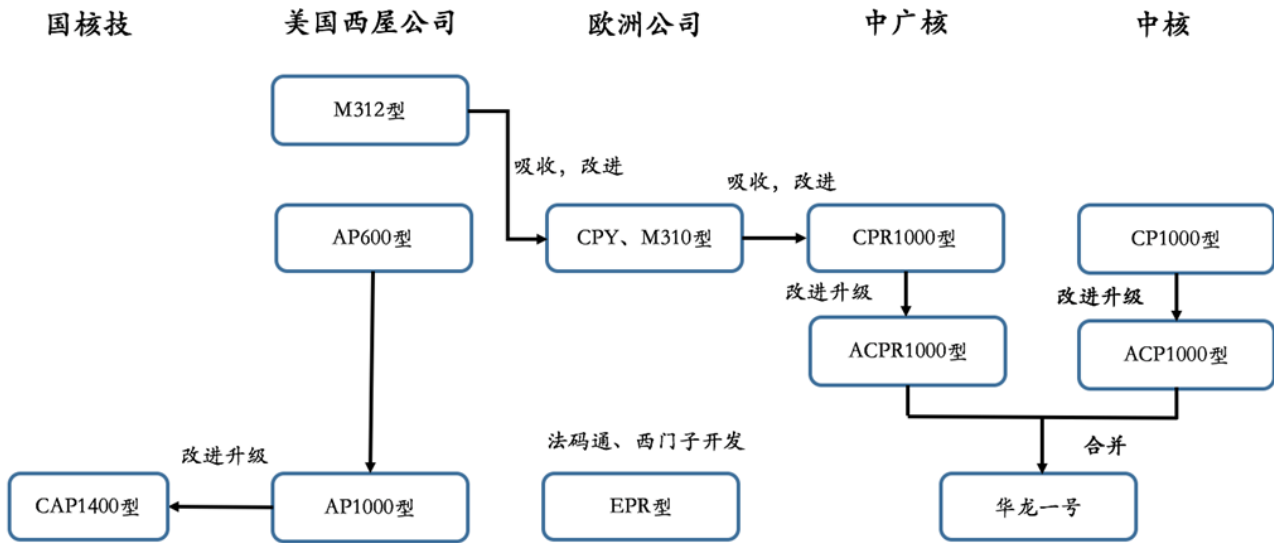 国核技
美国西屋公司
欧洲公司
中广核
中核
M312型
吸收，改进
吸收，改进
AP600型
CPY、M310型
CPR1000型
CP1000型
改进升级
改进升级
ACPR1000型
ACP1000型
法码通、西门子开发
合并
改进升级
CAP1400型
AP1000型
EPR型
华龙一号